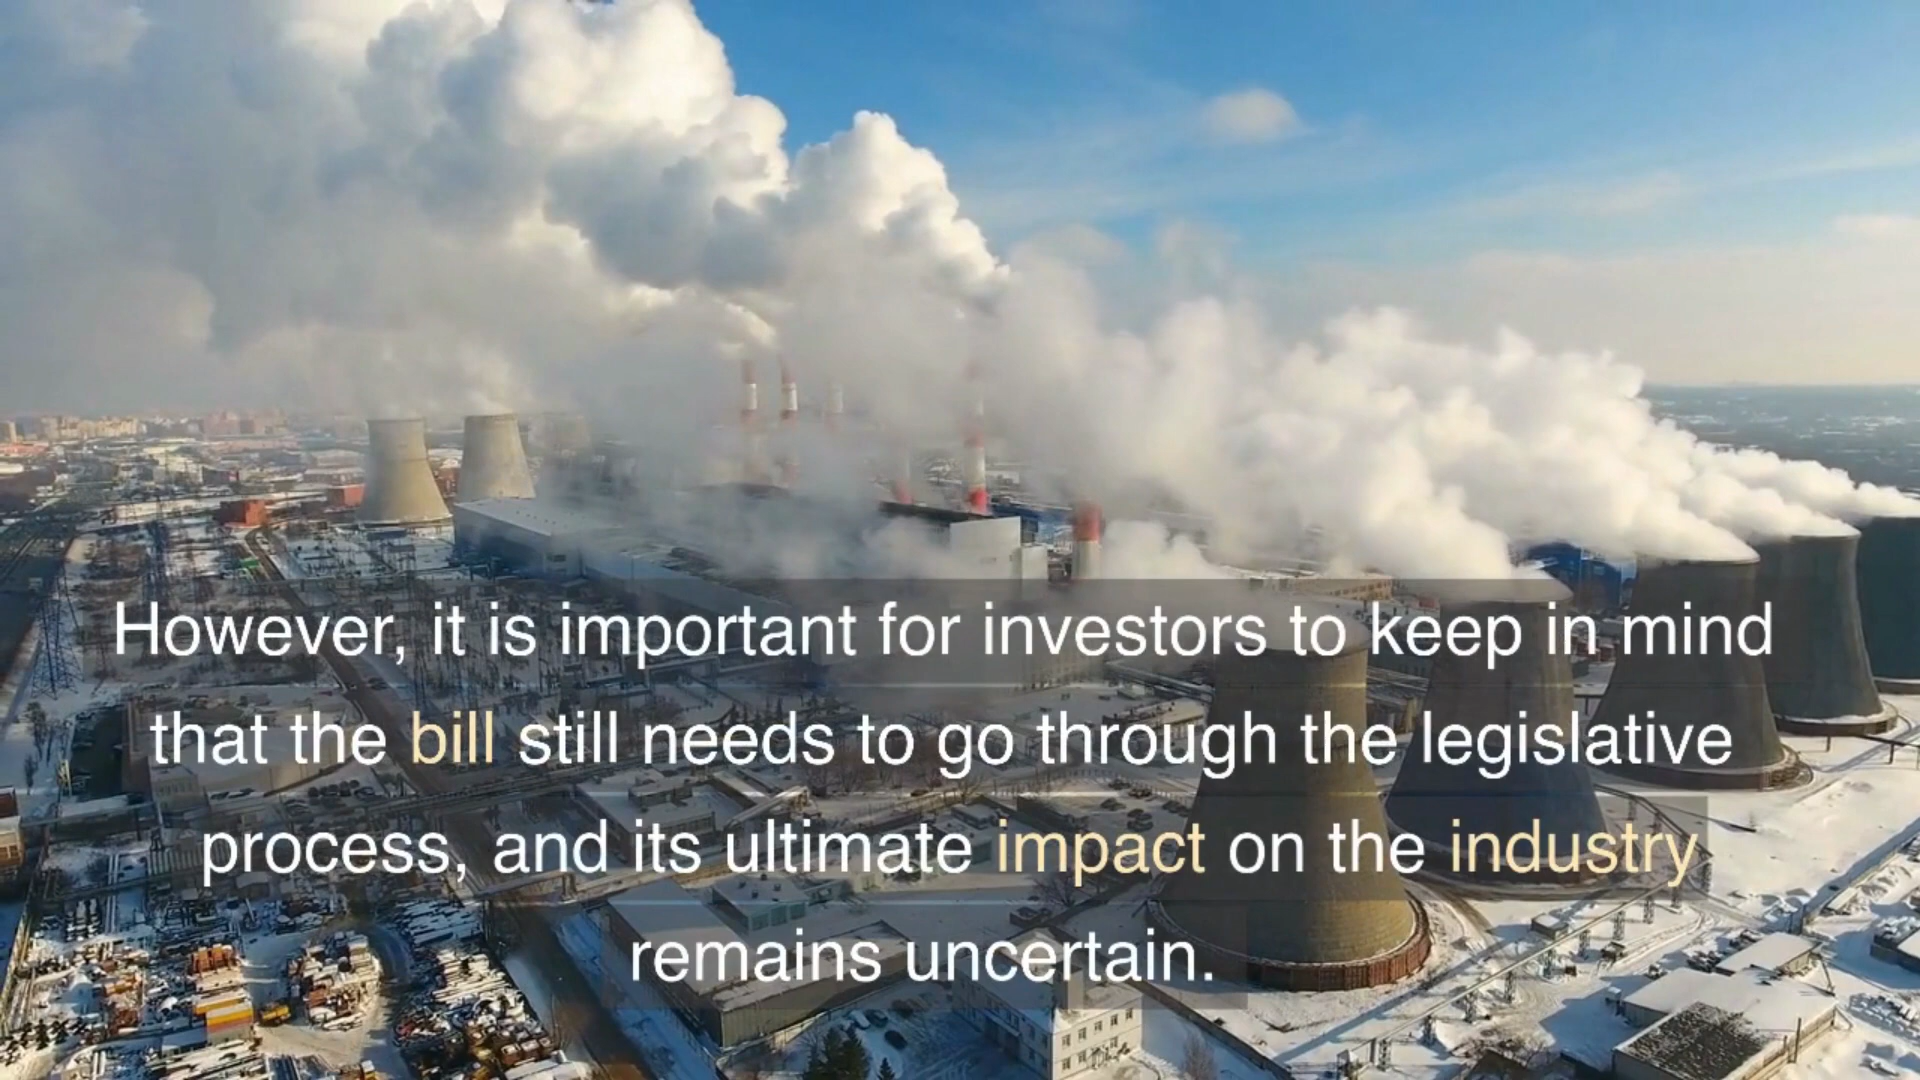 However, it is important for investors to keep in mind
that the bill still needs to go through the legislative
process, and its ultimate impact on the industry
remains uncertain.